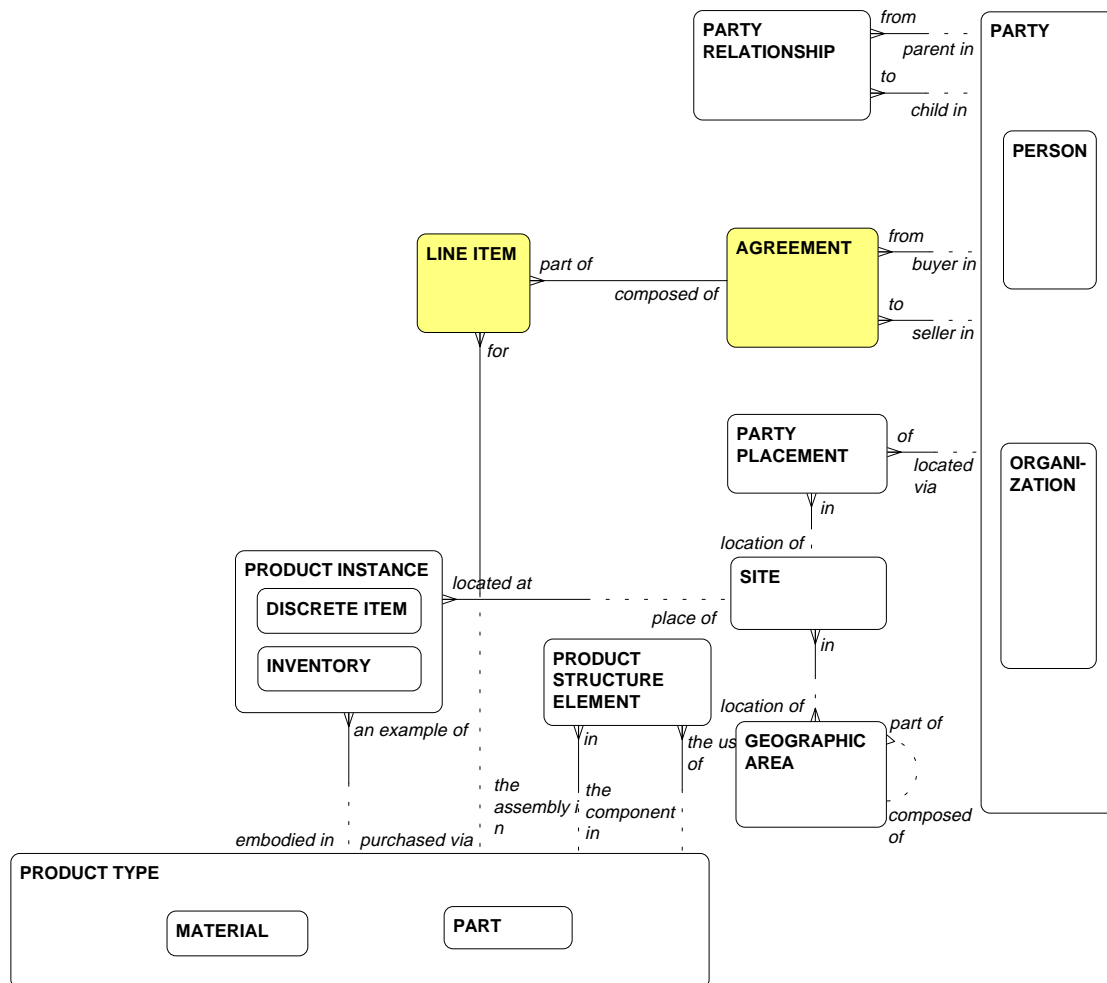 from
PARTY
RELATIONSHIP
parent in
PARTY
to
child in
PERSON
LINE ITEM
part of
composed of
AGREEMENT
from
buyer in
to
seller in
for
PARTY
PLACEMENT
of
located
via
ORGANI-
ZATION
in
location of
PRODUCT INSTANCE
located at
SITE
DISCRETE ITEM
place of
in
INVENTORY
PRODUCT
STRUCTURE
ELEMENT
location of
an example of
in
the us
of
GEOGRAPHIC
AREA
part of
composed
of
the
assembly i
n
the
component
in
embodied in
purchased via
PRODUCT TYPE
MATERIAL
PART